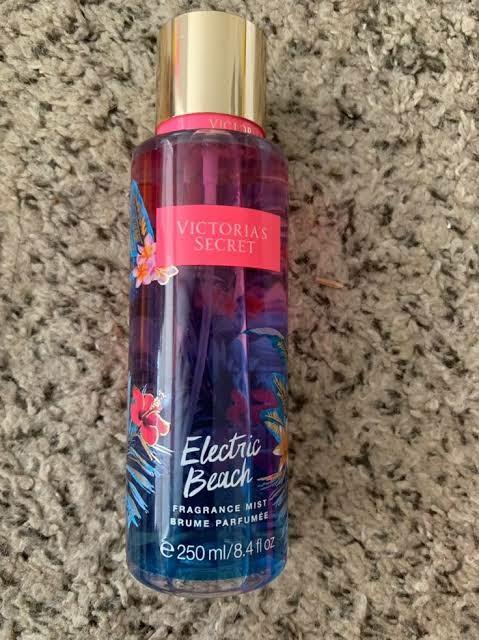 VICTORIA'S
SECRET
Electric
Beach
FRAGRANCE MIST
BRUME PARFUMÉE
℮ 250 ml/8.4 fl oz